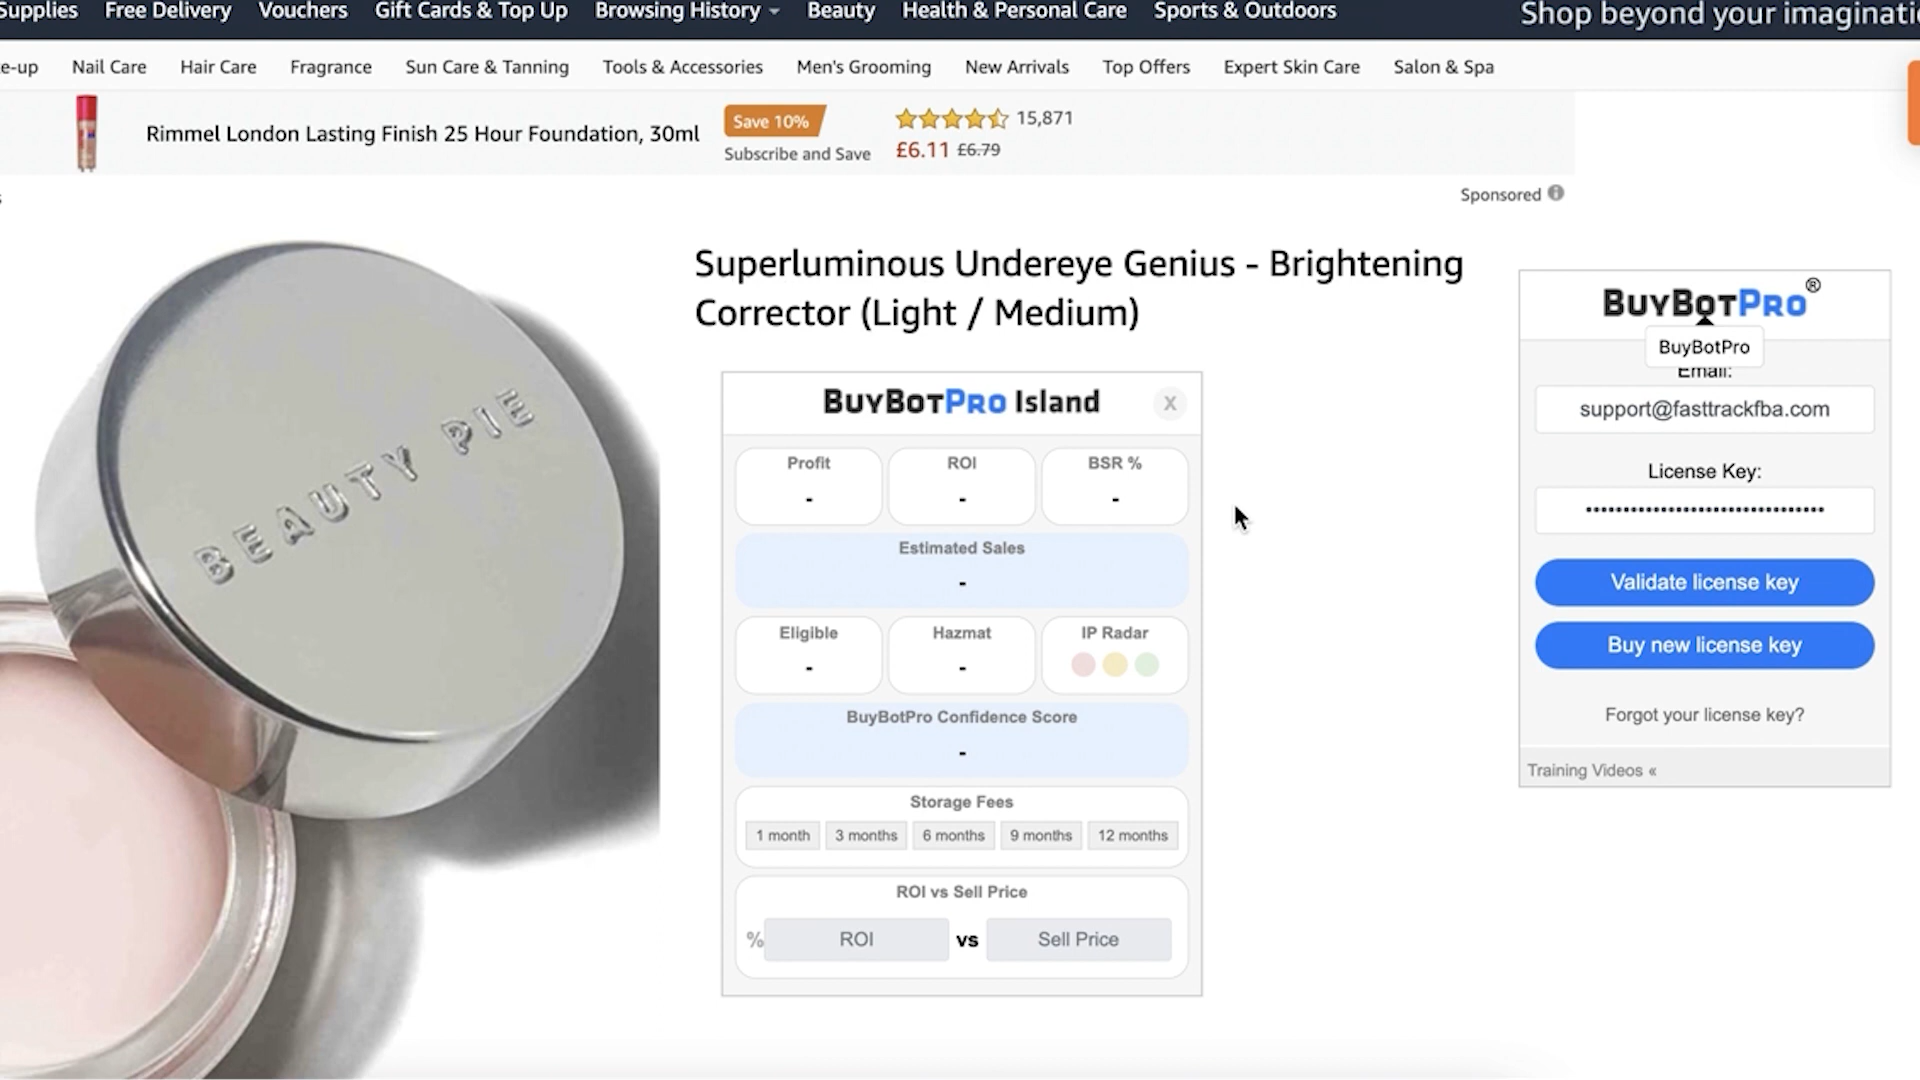 Supplies Free Delivery Vouchers Gift Cards & Top Up Browsing History Beauty Health & Personal Care Sports & Outdoors
Shop beyond your imaginati
e-up Nail Care Hair Care Fragrance Sun Care & Tanning Tools & Accessories Men's Grooming New Arrivals Top Offers Expert Skin Care Salon & Spa
Rimmel London Lasting Finish 25 Hour Foundation, 30ml
Save 10%
Subscribe and Save
15,871
£6.11 £6.79
Sponsored
BEAUTY PIE
Superluminous Undereye Genius - Brightening
Corrector (Light / Medium)
BUYBOTPRO Island X
Profit ROI BSR %
- - -
Estimated Sales
-
Eligible Hazmat IP Radar
- -
BuyBotPro Confidence Score
-
Storage Fees
1 month 3 months 6 months 9 months 12 months
ROI vs Sell Price
% ROI vs Sell Price
BUYBOTPRO®
BuyBotPro
Email:
support@fasttrackfba.com
License Key:
Validate license key
Buy new license key
Forgot your license key?
Training Videos «